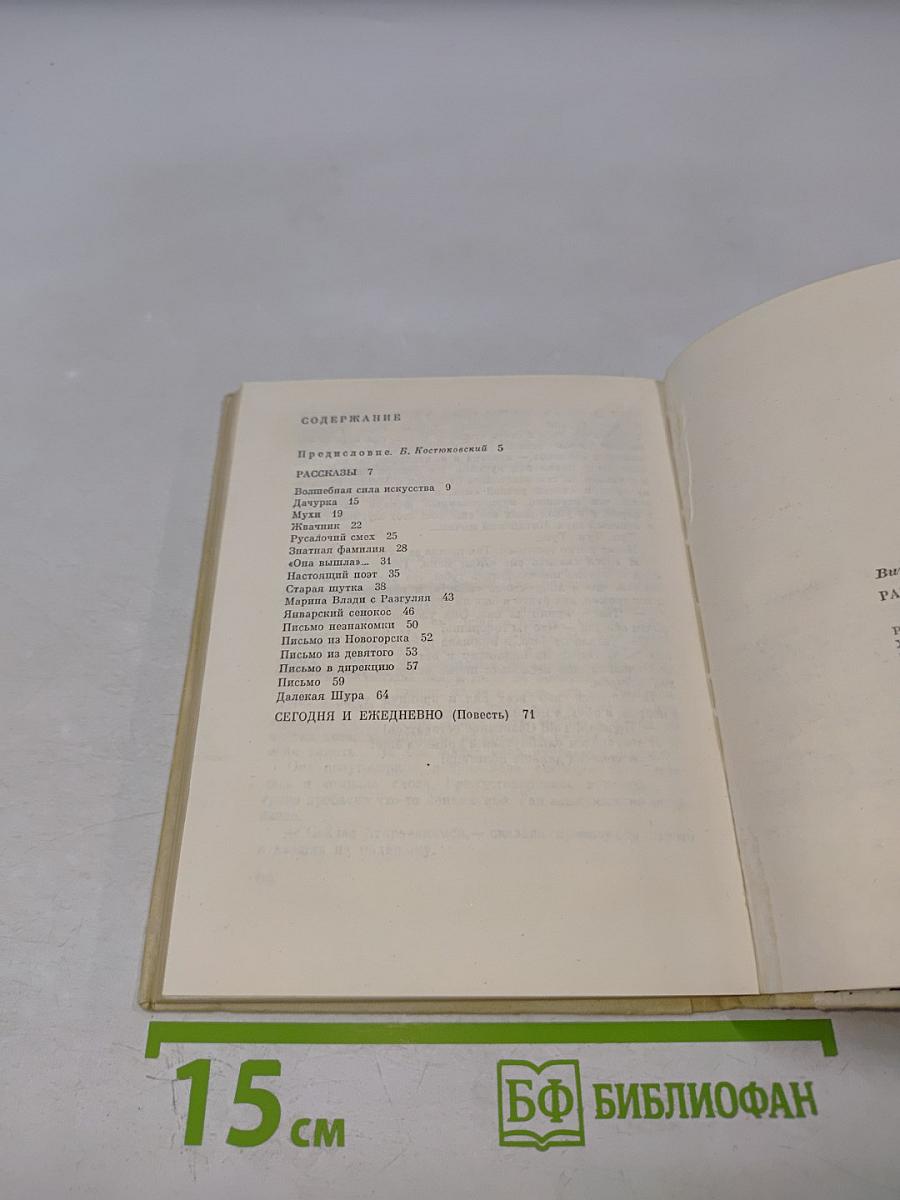 СОДЕРЖАНИЕ
Предисловие. Б. Костюковский 5
РАССКАЗЫ 7
Волшебная сила искусства 9
Дачурка 15
Мухи 19
Жвачник 22
Русалочий смех 25
Знатная фамилия 28
«Она вышла»... 31
Настоящий поэт 35
Старая шутка 38
Марина Влади с Разгуляя 43
Январский сенокос 46
Письмо незнакомки 50
Письмо из Новогорска 52
Письмо из девятого 53
Письмо в дирекцию 57
Письмо 59
Далекая Шура 64
СЕГОДНЯ И ЕЖЕДНЕВНО (Повесть) 71
15 см
БФ БИБЛИОФАН